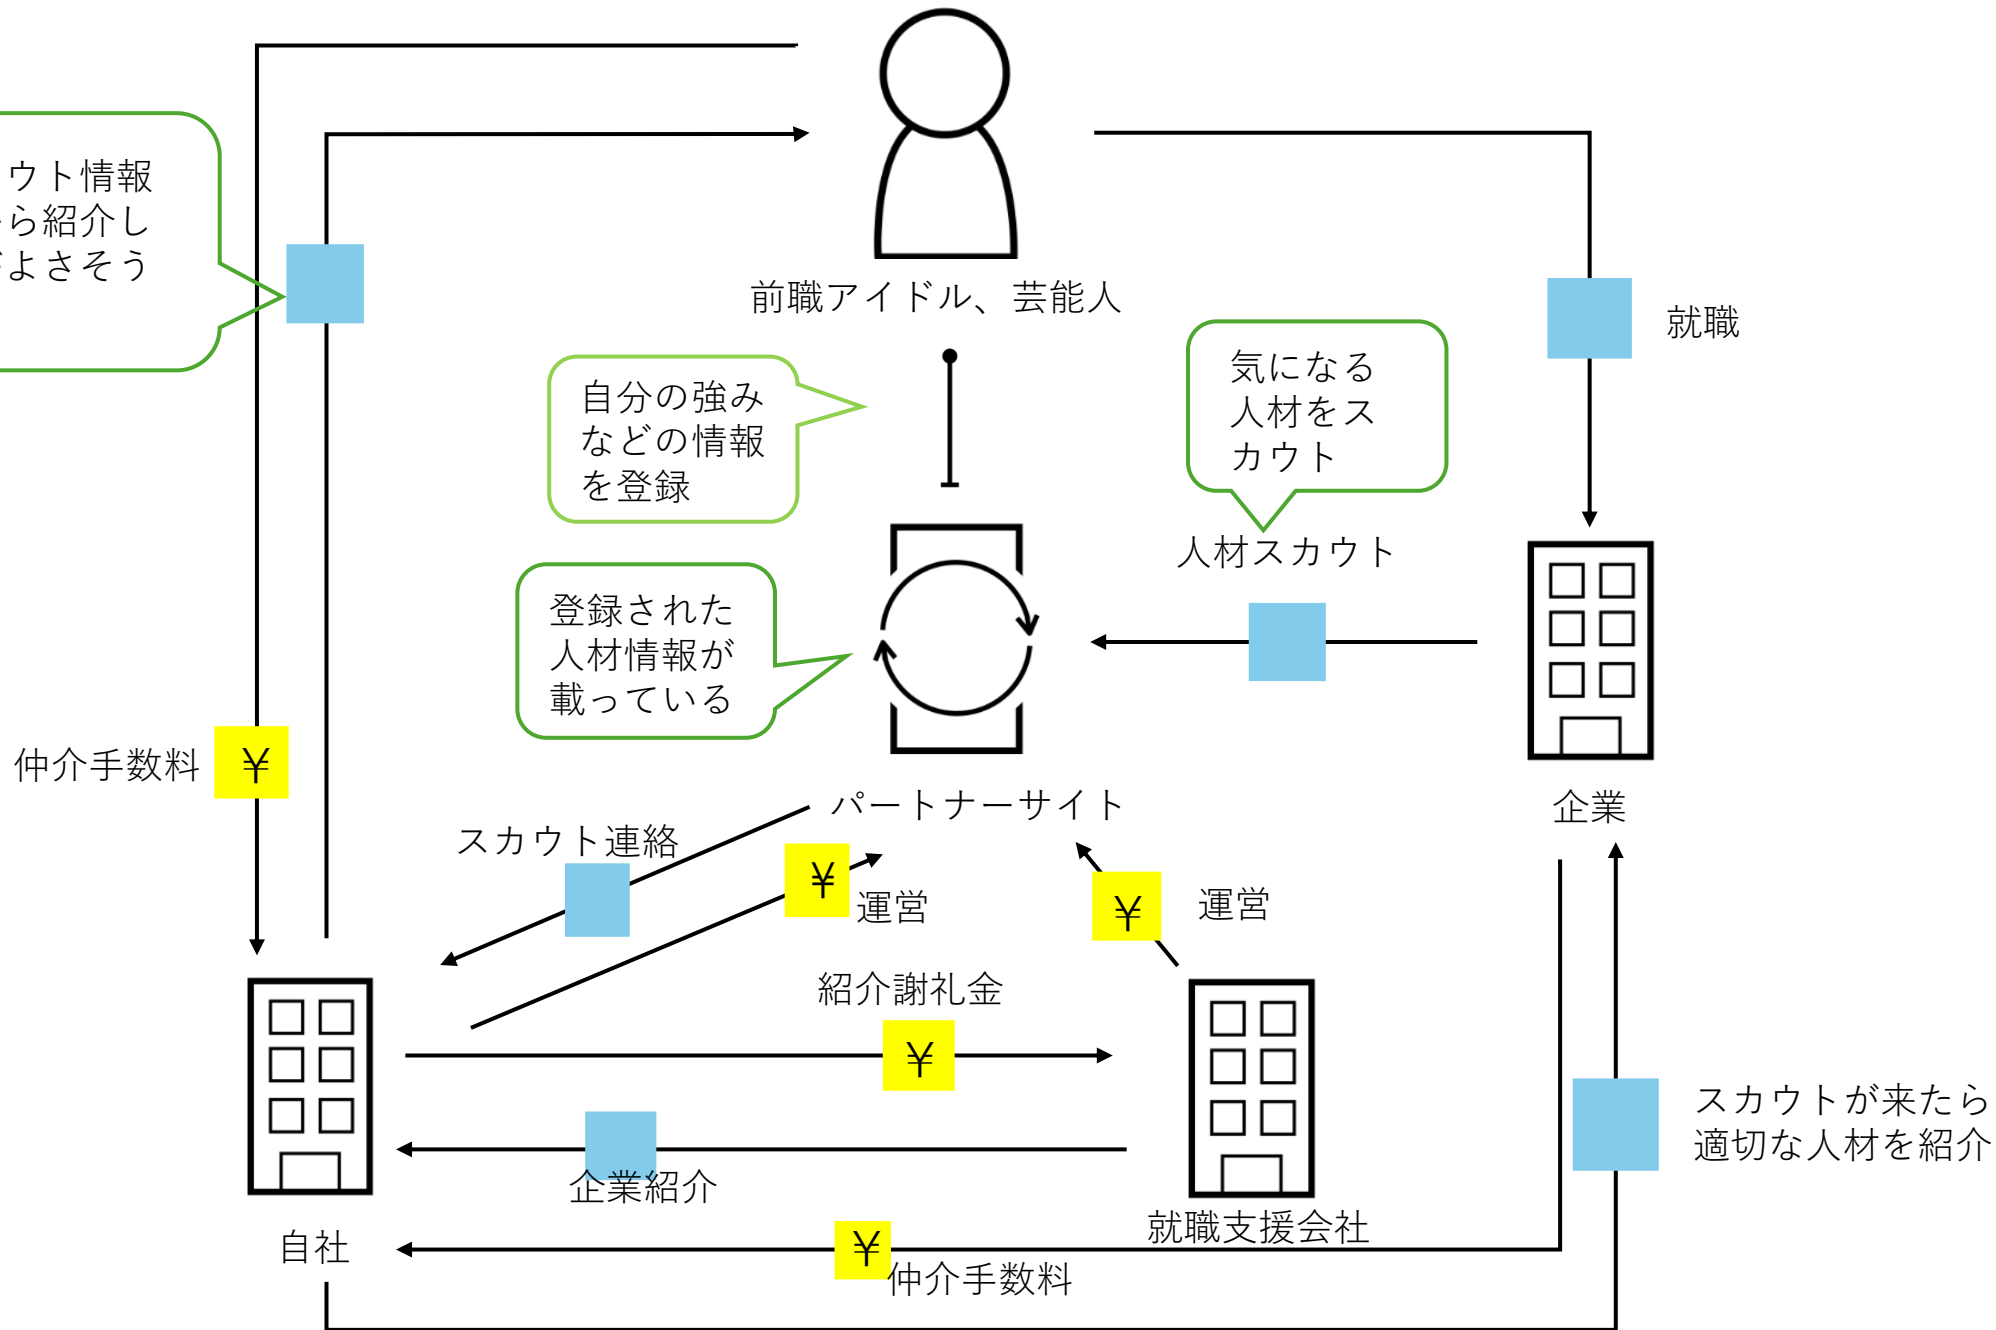 ウト情報
ら紹介し
よさそう
前職アイドル、芸能人
就職
自分の強み
などの情報
を登録
気になる
人材をス
カウト
人材スカウト
登録された
人材情報が
載っている
仲介手数料
¥
パートナーサイト
企業
スカウト連絡
¥
運営
¥
運営
紹介謝礼金
¥
企業紹介
スカウトが来たら
適切な人材を紹介
就職支援会社
自社
¥
仲介手数料